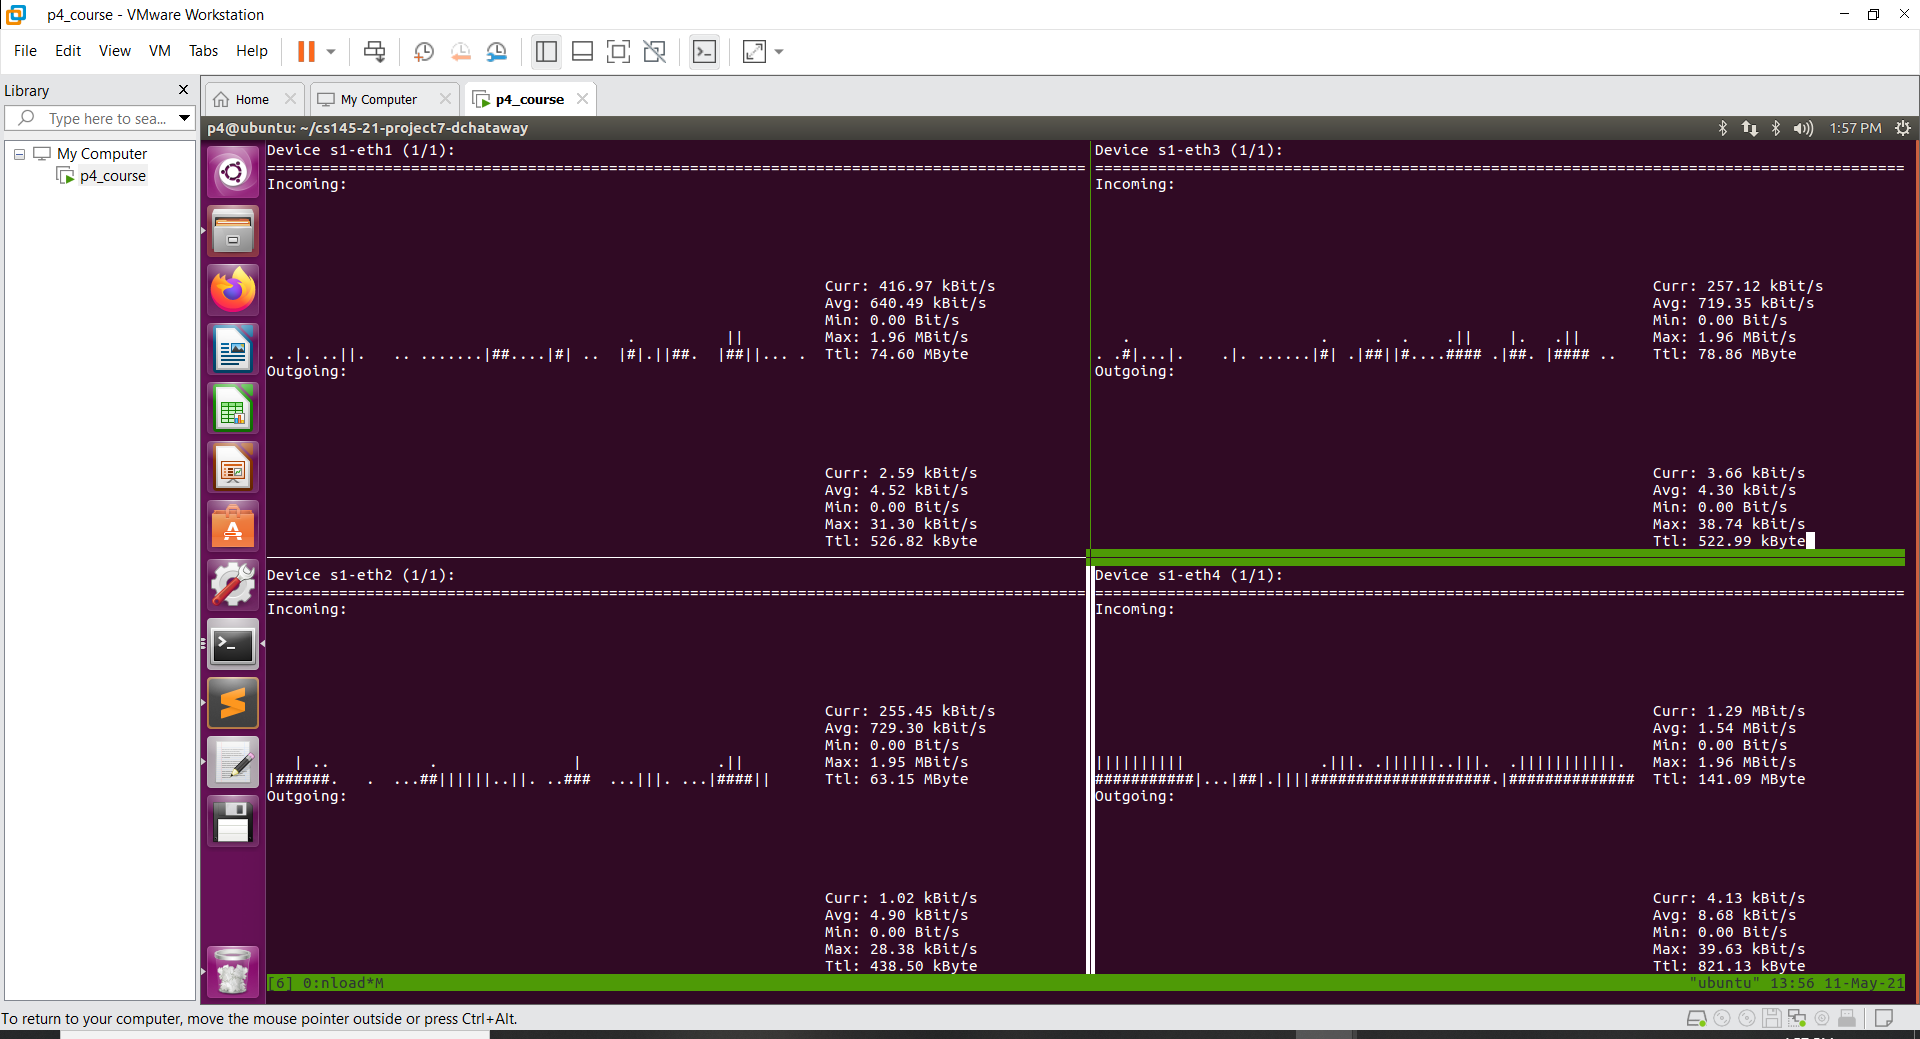 p4_course - VMware Workstation
File Edit View VM Tabs Help
Library
Type here to sea...
My Computer
p4_course
Home
My Computer
p4_course
p4@ubuntu: ~/cs145-21-project7-dchataway
1:57 PM
Device s1-eth1 (1/1):
===========================================================================================
Incoming:
Curr: 416.97 kBit/s
Avg: 640.49 kBit/s
Min: 0.00 Bit/s
Max: 1.96 MBit/s
Ttl: 74.60 MByte
Outgoing:
Curr: 2.59 kBit/s
Avg: 4.52 kBit/s
Min: 0.00 Bit/s
Max: 31.30 kBit/s
Ttl: 526.82 kByte
Device s1-eth3 (1/1):
==========================================================================================
Incoming:
Curr: 257.12 kBit/s
Avg: 719.35 kBit/s
Min: 0.00 Bit/s
Max: 1.96 MBit/s
Ttl: 78.86 MByte
Outgoing:
Curr: 3.66 kBit/s
Avg: 4.30 kBit/s
Min: 0.00 Bit/s
Max: 38.74 kBit/s
Ttl: 522.99 kByte
Device s1-eth2 (1/1):
===========================================================================================
Incoming:
Curr: 255.45 kBit/s
Avg: 729.30 kBit/s
Min: 0.00 Bit/s
Max: 1.95 MBit/s
Ttl: 63.15 MByte
Outgoing:
Curr: 1.02 kBit/s
Avg: 4.90 kBit/s
Min: 0.00 Bit/s
Max: 28.38 kBit/s
Ttl: 438.50 kByte
Device s1-eth4 (1/1):
==========================================================================================
Incoming:
Curr: 1.29 MBit/s
Avg: 1.54 MBit/s
Min: 0.00 Bit/s
Max: 1.96 MBit/s
Ttl: 141.09 MByte
Outgoing:
Curr: 4.13 kBit/s
Avg: 8.68 kBit/s
Min: 0.00 Bit/s
Max: 39.63 kBit/s
Ttl: 821.13 kByte
[6] 0:nload*M "ubuntu" 13:56 11-May-21
To return to your computer, move the mouse pointer outside or press Ctrl+Alt.